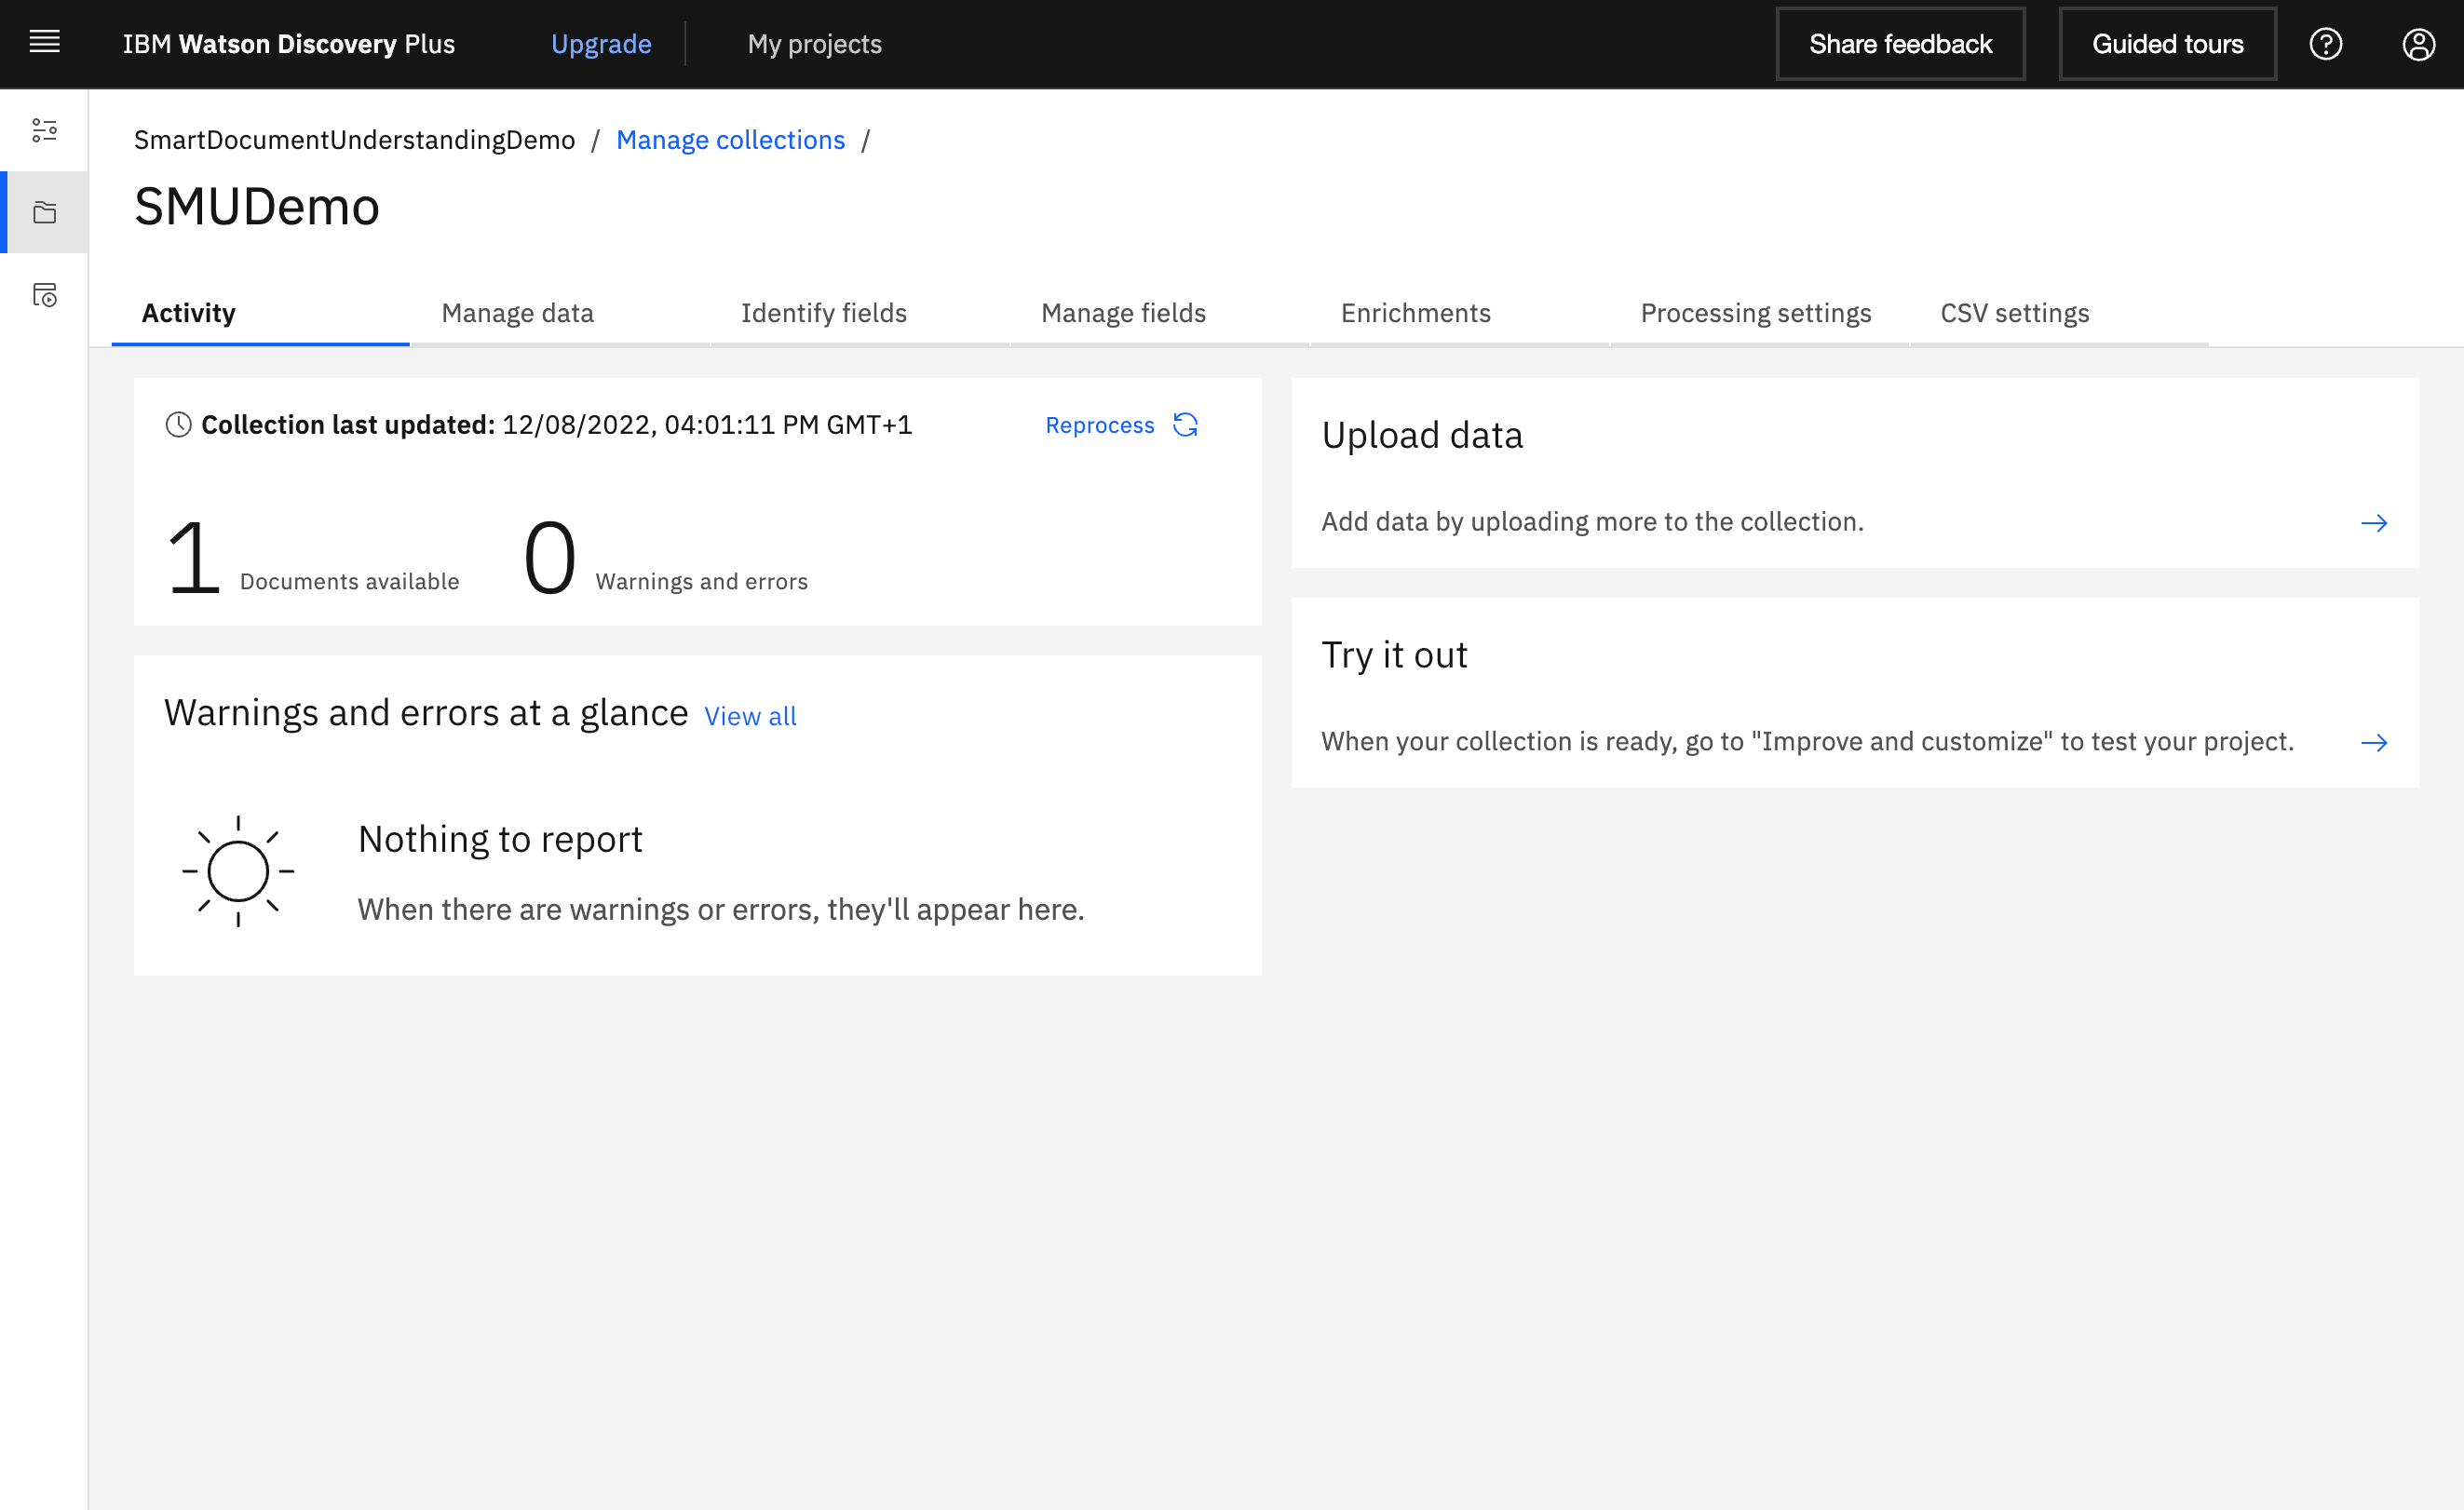 IBM Watson Discovery Plus Upgrade My projects Share feedback Guided tours
SmartDocumentUnderstandingDemo / Manage collections /
SMUDemo
Activity Manage data Identify fields Manage fields Enrichments Processing settings CSV settings
Collection last updated: 12/08/2022, 04:01:11 PM GMT+1 Reprocess
1 Documents available 0 Warnings and errors
Warnings and errors at a glance View all
Nothing to report
When there are warnings or errors, they'll appear here.
Upload data
Add data by uploading more to the collection.
Try it out
When your collection is ready, go to "Improve and customize" to test your project.